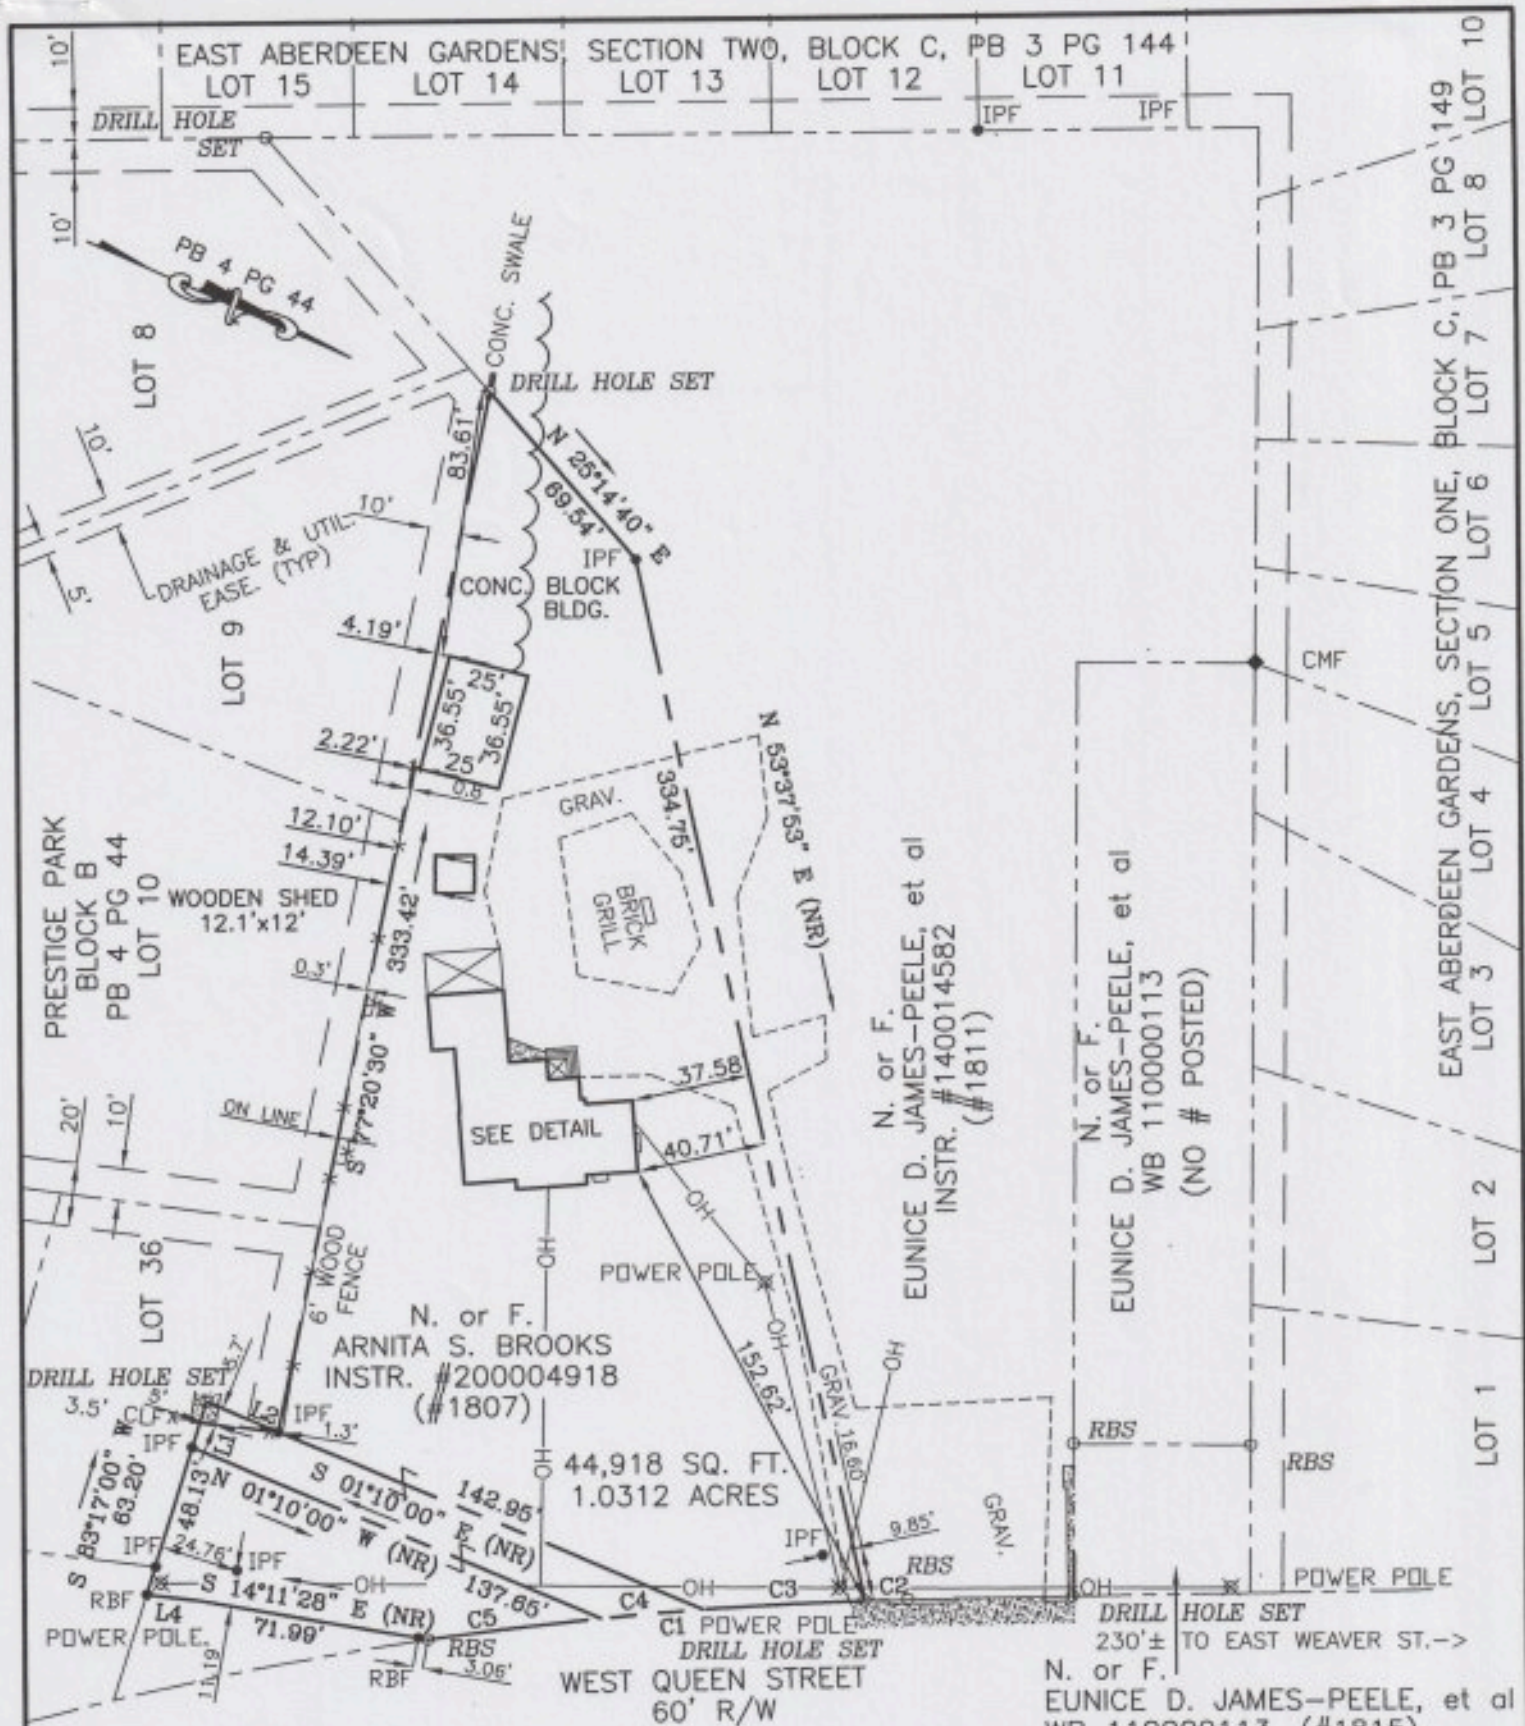 EAST ABERDEEN GARDENS, SECTION TWO, BLOCK C, PB 3 PG 144
LOT 15
LOT 14
LOT 13
LOT 12
LOT 11
10'
10'
DRILL HOLE
SET
IPF
IPF
PB 4 PG 44
LOT 8
CONC. SWALE
DRILL HOLE SET
83.61'
N 25°14'40" E
69.54'
IPF
10'
5'
DRAINAGE & UTIL.
EASE. (TYP)
10'
CONC. BLOCK
BLDG.
LOT 9
4.19'
25'
36.55'
36.55'
25'
2.22'
0.8'
12.10'
14.39'
PRESTIGE PARK
BLOCK B
PB 4 PG 44
LOT 10
WOODEN SHED
12.1'x12'
333.42'
0.3'
S 77°20'30" W
GRAV.
BRICK
GRILL
334.75'
N 53°37'53" E (NR)
37.58
40.71'
SEE DETAIL
ON LINE
20'
10'
LOT 36
6' WOOD
FENCE
OH
OH
POWER POLE
OH
OH
OH
152.62'
GRAV.
16.60
GRAV.
N. or F.
ARNITA S. BROOKS
INSTR. #200004918
(#1807)
44,918 SQ. FT.
1.0312 ACRES
N. or F.
EUNICE D. JAMES-PEELE, et al
INSTR. #140014582
(#1811)
N. or F.
EUNICE D. JAMES-PEELE, et al
WB 110000113
(NO # POSTED)
CMF
EAST ABERDEEN GARDENS, SECTION ONE, BLOCK C, PB 3 PG 149
LOT 10
LOT 8
LOT 7
LOT 6
LOT 5
LOT 4
LOT 3
LOT 2
LOT 1
RBS
RBS
DRILL HOLE SET
3.5'
CLF
IPF
L1
L2
IPF
1.3'
S 83°17'00" W
63.20'
48.13'
N 01°10'00" W (NR)
137.65'
S 01°10'00" E (NR)
142.95'
IPF
24.76'
IPF
OH
RBF
S 14°11'28" E (NR)
71.99'
L4
POWER POLE.
11.19
RBF
RBS
3.06'
C5
C4
C1
OH
C3
IPF
9.85'
RBS
C2
OH
POWER POLE
POWER POLE
DRILL HOLE SET
DRILL HOLE SET
230'± TO EAST WEAVER ST.->
WEST QUEEN STREET
60' R/W
N. or F.
EUNICE D. JAMES-PEELE, et al